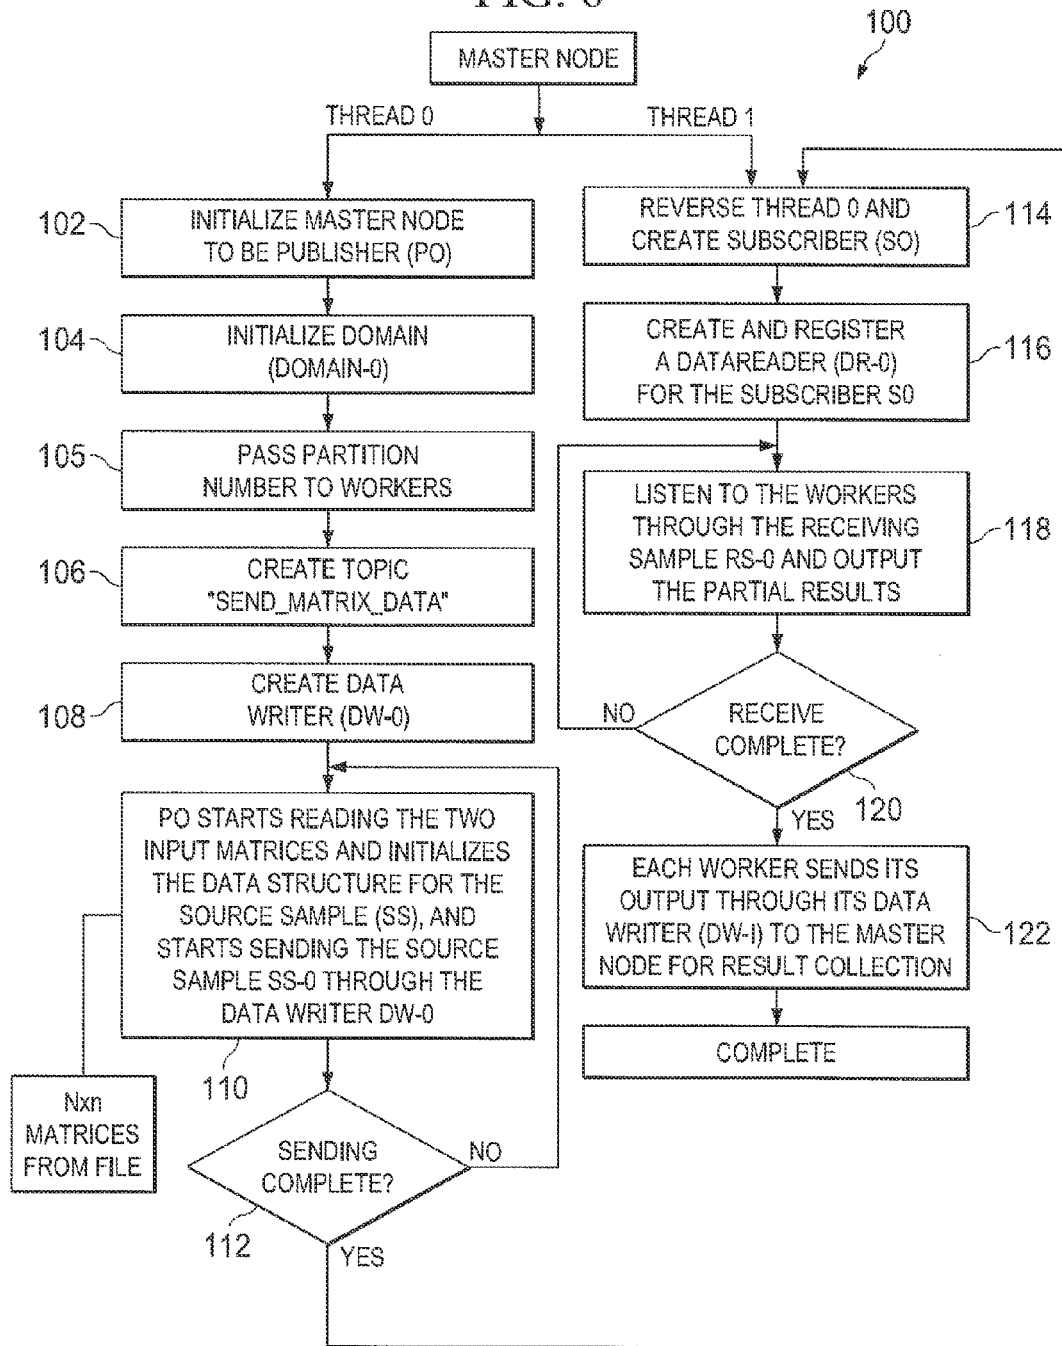 100
MASTER NODE
THREAD 0
THREAD 1
102
INITIALIZE MASTER NODE
TO BE PUBLISHER (PO)
104
INITIALIZE DOMAIN
(DOMAIN-0)
105
PASS PARTITION
NUMBER TO WORKERS
106
CREATE TOPIC
"SEND_MATRIX_DATA"
108
CREATE DATA
WRITER (DW-0)
PO STARTS READING THE TWO
INPUT MATRICES AND INITIALIZES
THE DATA STRUCTURE FOR THE
SOURCE SAMPLE (SS), AND
STARTS SENDING THE SOURCE
SAMPLE SS-0 THROUGH THE
DATA WRITER DW-0
110
Nxn
MATRICES
FROM FILE
SENDING
COMPLETE?
NO
112
YES
REVERSE THREAD 0 AND
CREATE SUBSCRIBER (SO)
114
CREATE AND REGISTER
A DATAREADER (DR-0)
FOR THE SUBSCRIBER S0
116
LISTEN TO THE WORKERS
THROUGH THE RECEIVING
SAMPLE RS-0 AND OUTPUT
THE PARTIAL RESULTS
118
NO
RECEIVE
COMPLETE?
120
YES
EACH WORKER SENDS ITS
OUTPUT THROUGH ITS DATA
WRITER (DW-I) TO THE MASTER
NODE FOR RESULT COLLECTION
122
COMPLETE